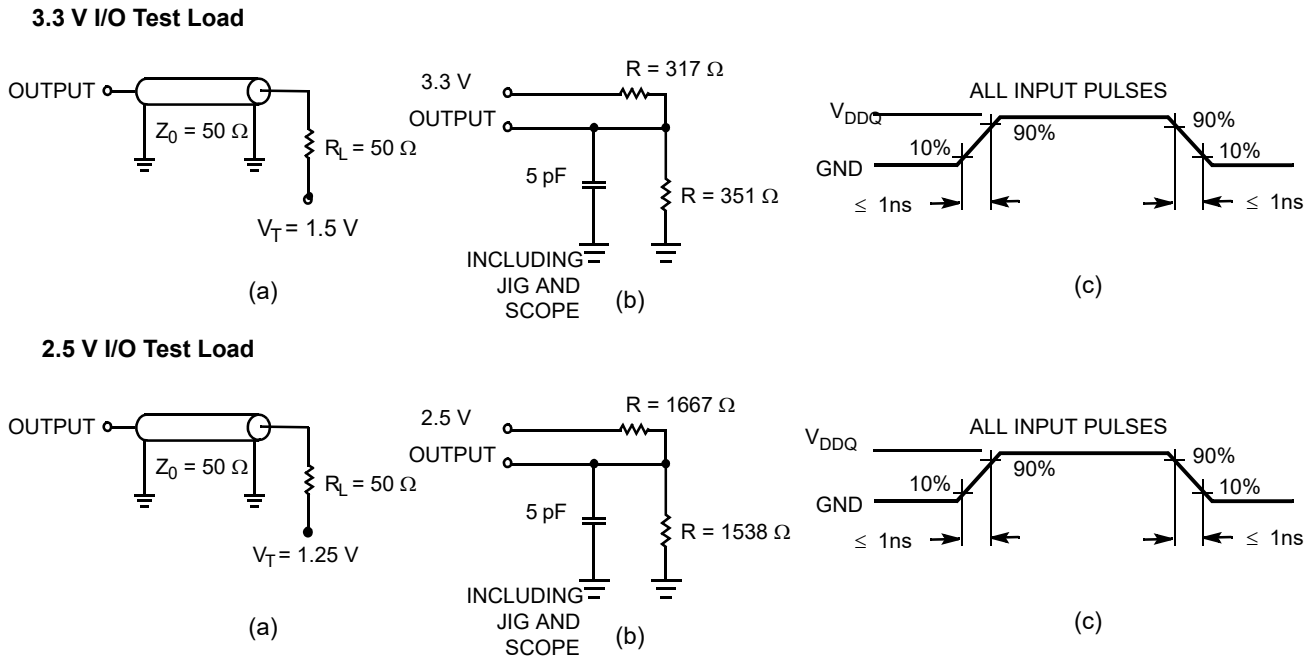 3.3 V I/O Test Load
OUTPUT
Z0 = 50 Ω
RL = 50 Ω
VT = 1.5 V
(a)
3.3 V
OUTPUT
R = 317 Ω
5 pF
R = 351 Ω
INCLUDING
JIG AND
SCOPE
(b)
ALL INPUT PULSES
VDDQ
GND
10%
90%
90%
10%
≤ 1ns
≤ 1ns
(c)
2.5 V I/O Test Load
OUTPUT
Z0 = 50 Ω
RL = 50 Ω
VT = 1.25 V
(a)
2.5 V
OUTPUT
R = 1667 Ω
5 pF
R = 1538 Ω
INCLUDING
JIG AND
SCOPE
(b)
ALL INPUT PULSES
VDDQ
GND
10%
90%
90%
10%
≤ 1ns
≤ 1ns
(c)